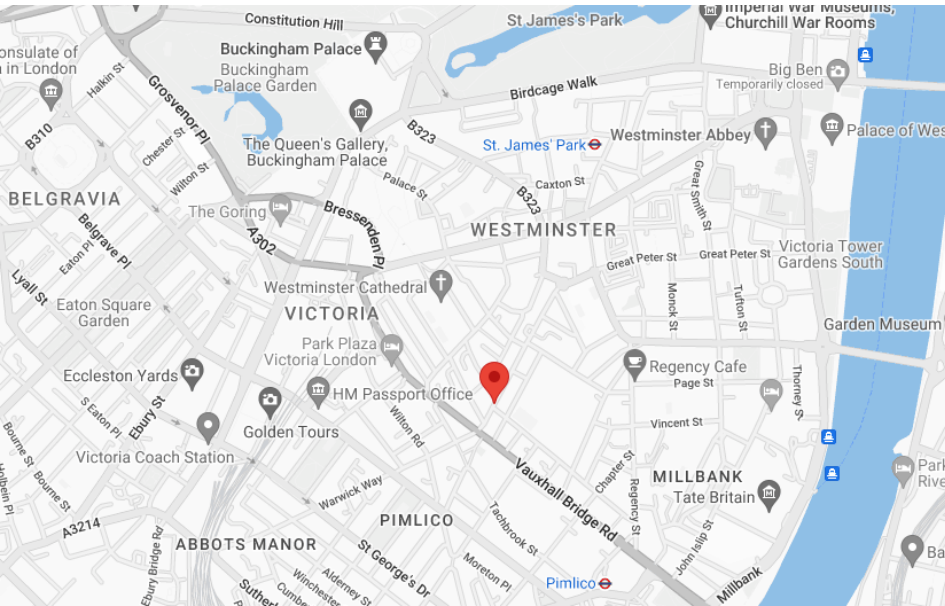 Constitution Hill
St James's Park
Imperial War Museums,
Churchill War Rooms
Buckingham Palace
onsulate of
a in London
Halkin St
Grosvenor Pl
Buckingham
Palace Garden
Big Ben
Temporarily closed
Birdcage Walk
B310
Chester St
The Queen's Gallery,
Buckingham Palace
B323
St. James' Park
Westminster Abbey
Palace of Wes
Wilton St
Palace St
Caxton St
B323
Great Smith St
BELGRAVIA
The Goring
Bressenden Pl
WESTMINSTER
Belgrave Pl
Eaton Pl
A302
Great Peter St
Great Peter St
Victoria Tower
Gardens South
Lyall St
Westminster Cathedral
Monck St
Tufton St
Eaton Square
Garden
VICTORIA
Garden Museum
Park Plaza
Victoria London
Eccleston Yards
Regency Cafe
HM Passport Office
Page St
Thorney St
Ebury St
S Eaton Pl
Golden Tours
Wilton Rd
Vincent St
Bourne St
Victoria Coach Station
Holbein Pl
Bourne St
Vauxhall Bridge Rd
Chapter St
MILLBANK
Park
Rive
Warwick Way
Regency St
Tate Britain
A3214
PIMLICO
Tachbrook St
ABBOTS MANOR
Ebury Bridge Rd
St George's Dr
John Islip St
Ba
Alderney St
Moreton Pl
Winchester
Pimlico
Millbank
Suther
Cumbe